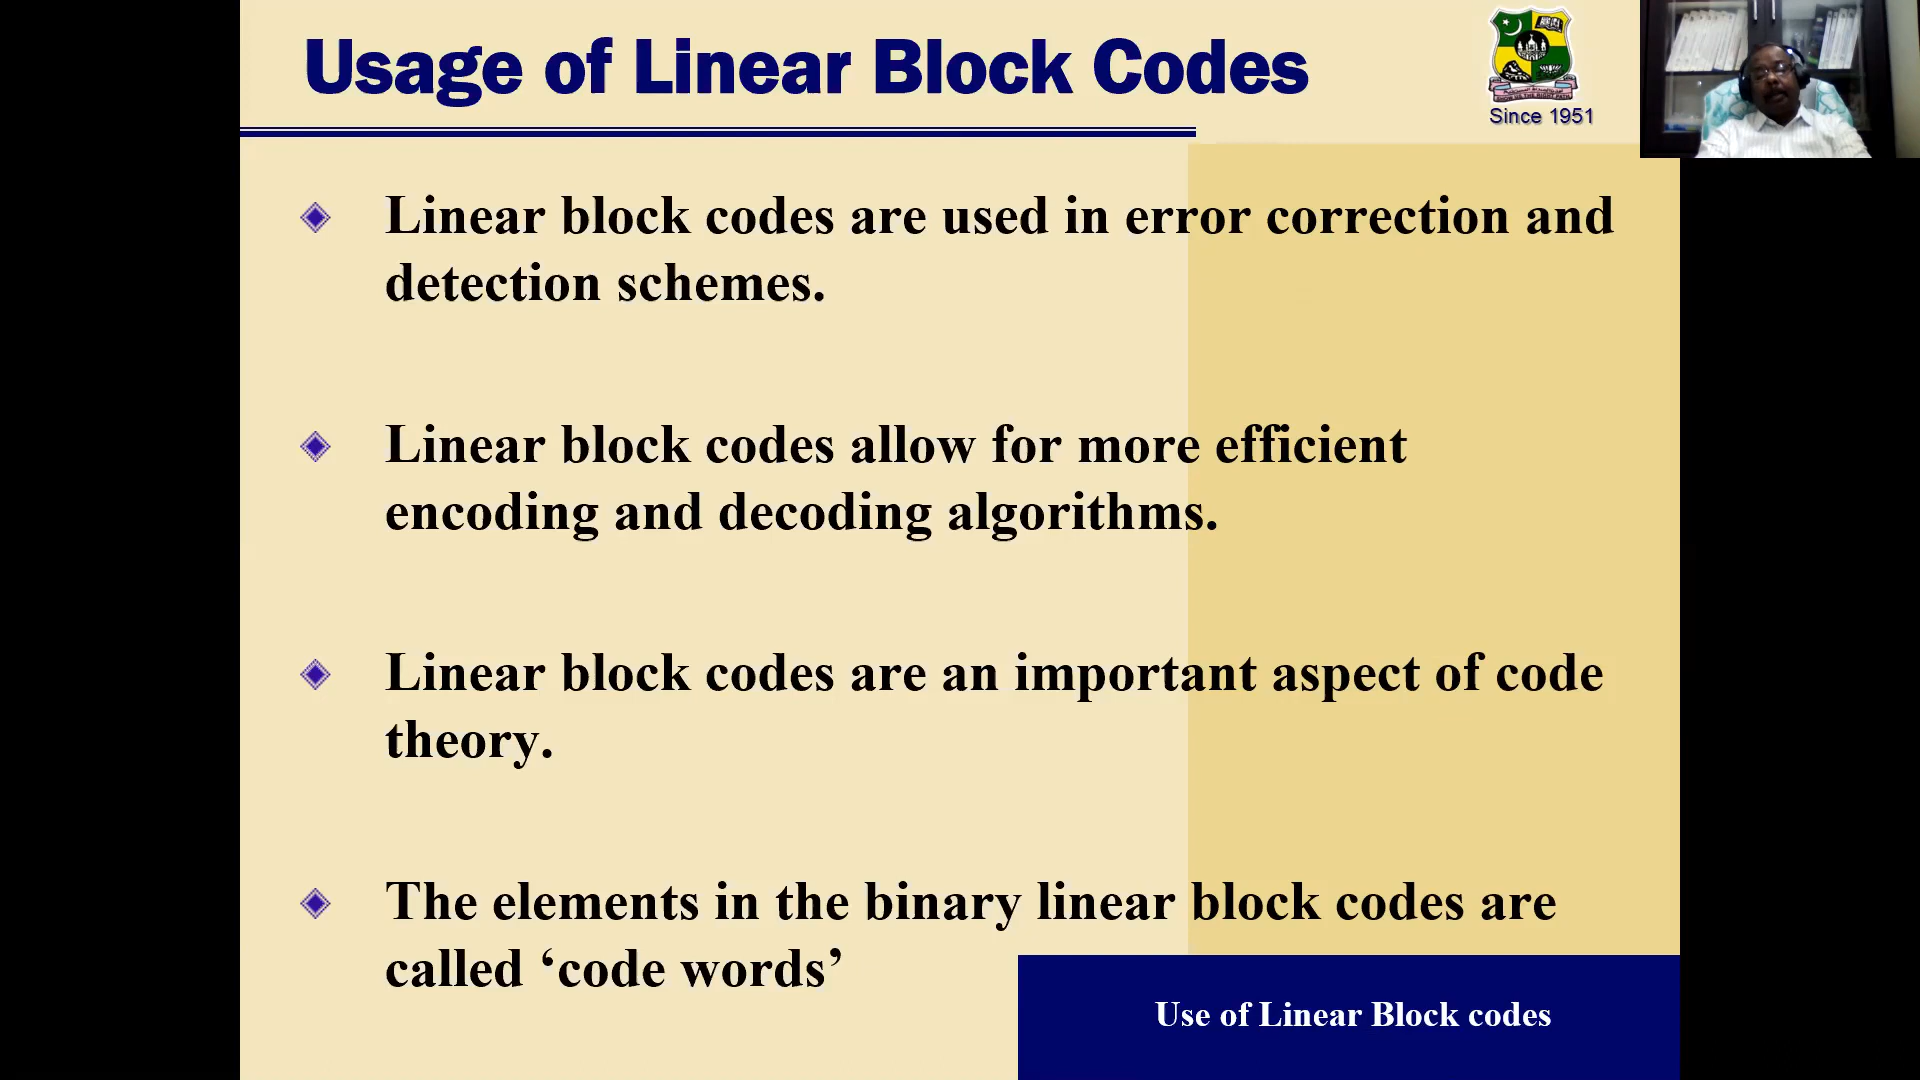 Usage of Linear Block Codes
Since 1951
Linear block codes are used in error correction and
detection schemes.
Linear block codes allow for more efficient
encoding and decoding algorithms.
Linear block codes are an important aspect of code
theory.
The elements in the binary linear block codes are
called ‘code words’
Use of Linear Block codes